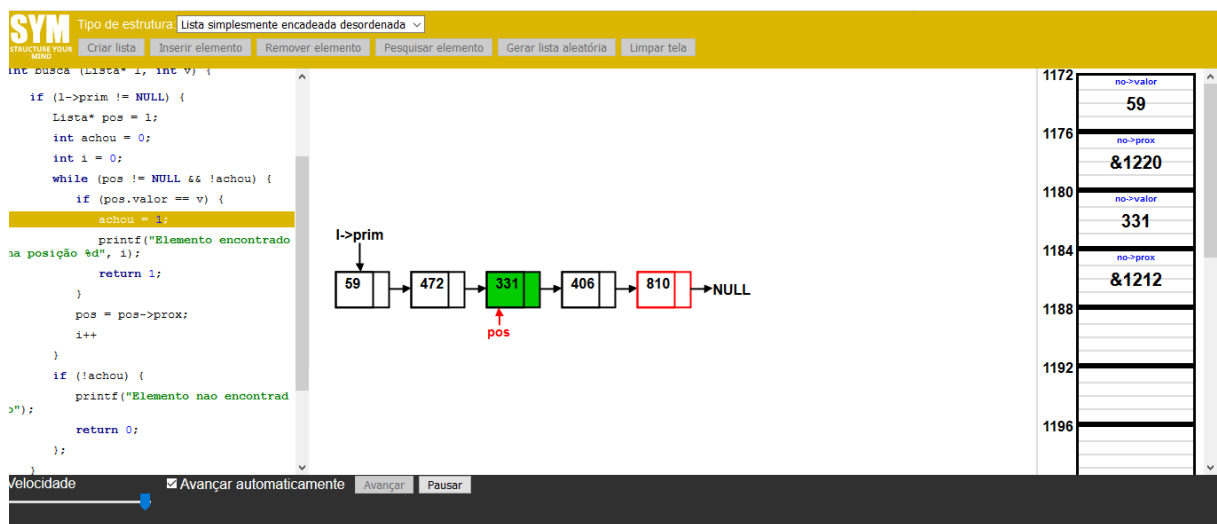 SYM
STRUCTURE YOUR
MIND
Tipo de estrutura: Lista simplesmente encadeada desordenada
Criar lista Inserir elemento Remover elemento Pesquisar elemento Gerar lista aleatória Limpar tela
int busca (Lista* l, int v) {
if (l->prim != NULL) {
Lista* pos = l;
int achou = 0;
int i = 0;
while (pos != NULL && !achou) {
if (pos.valor == v) {
achou = 1;
printf("Elemento encontrado
na posição %d", i);
return 1;
}
pos = pos->prox;
i++
}
if (!achou) {
printf("Elemento nao encontrad
o");
return 0;
};
}
l->prim
59 472 331 406 810 NULL
pos
1172
no->valor
59
1176
no->prox
&1220
1180
no->valor
331
1184
no->prox
&1212
1188
1192
1196
Velocidade Avançar automaticamente Avançar Pausar